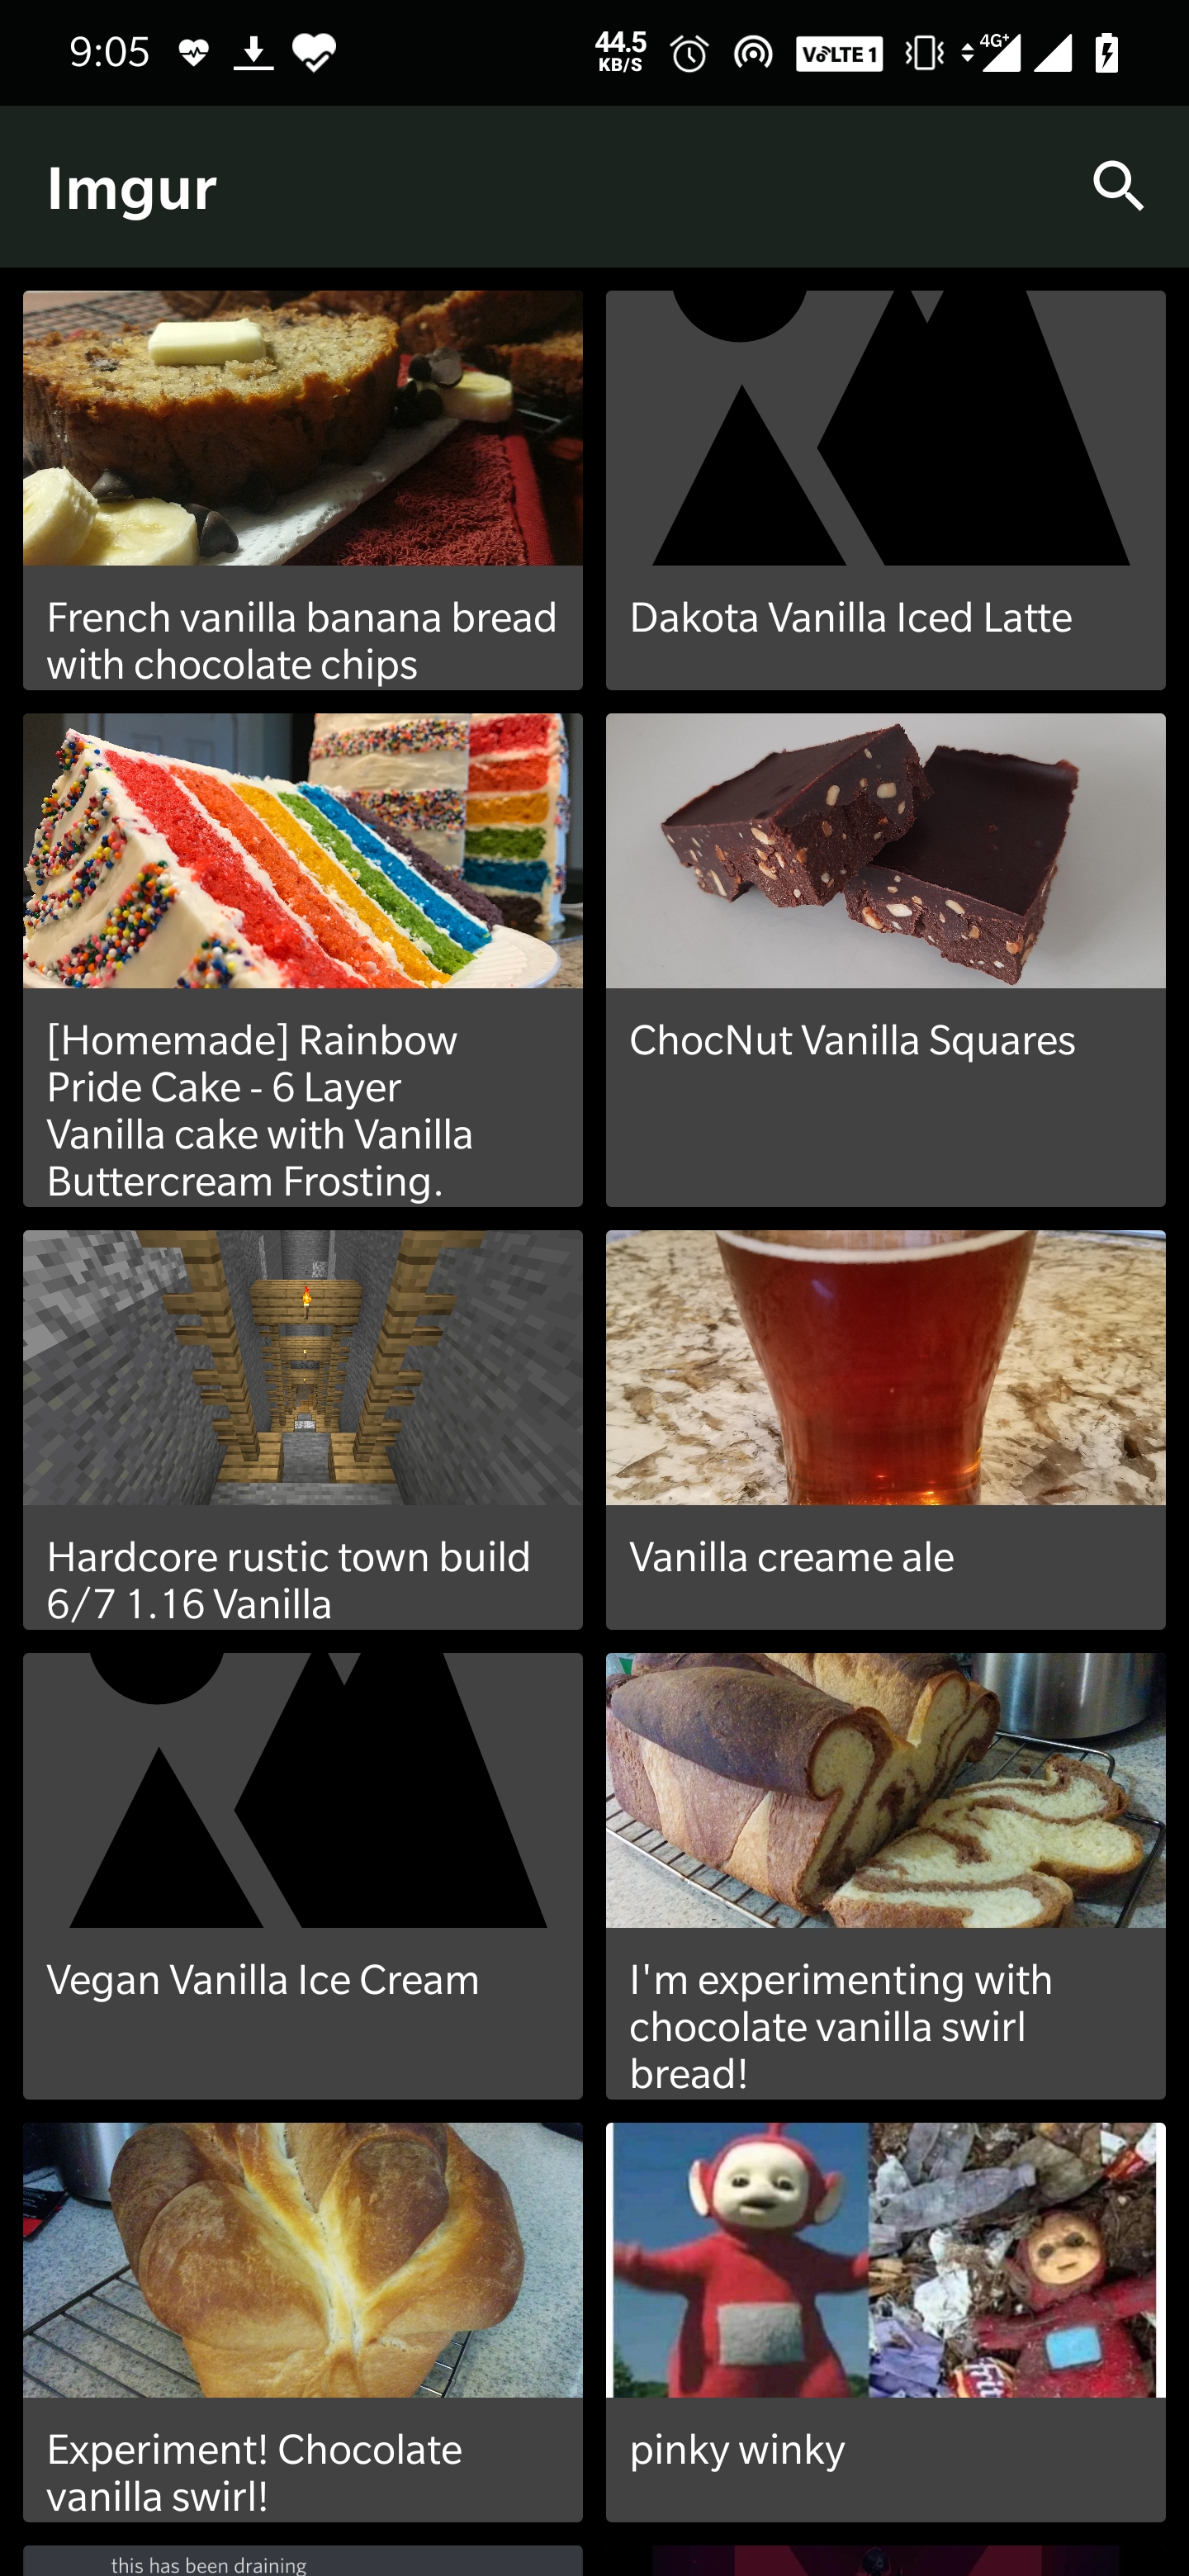 9:05
44.5
KB/S
VoLTE 1
4G+
Imgur
French vanilla banana bread
with chocolate chips
Dakota Vanilla Iced Latte
[Homemade] Rainbow
Pride Cake - 6 Layer
Vanilla cake with Vanilla
Buttercream Frosting.
ChocNut Vanilla Squares
Hardcore rustic town build
6/7 1.16 Vanilla
Vanilla creame ale
Vegan Vanilla Ice Cream
I'm experimenting with
chocolate vanilla swirl
bread!
Experiment! Chocolate
vanilla swirl!
pinky winky
this has been draining